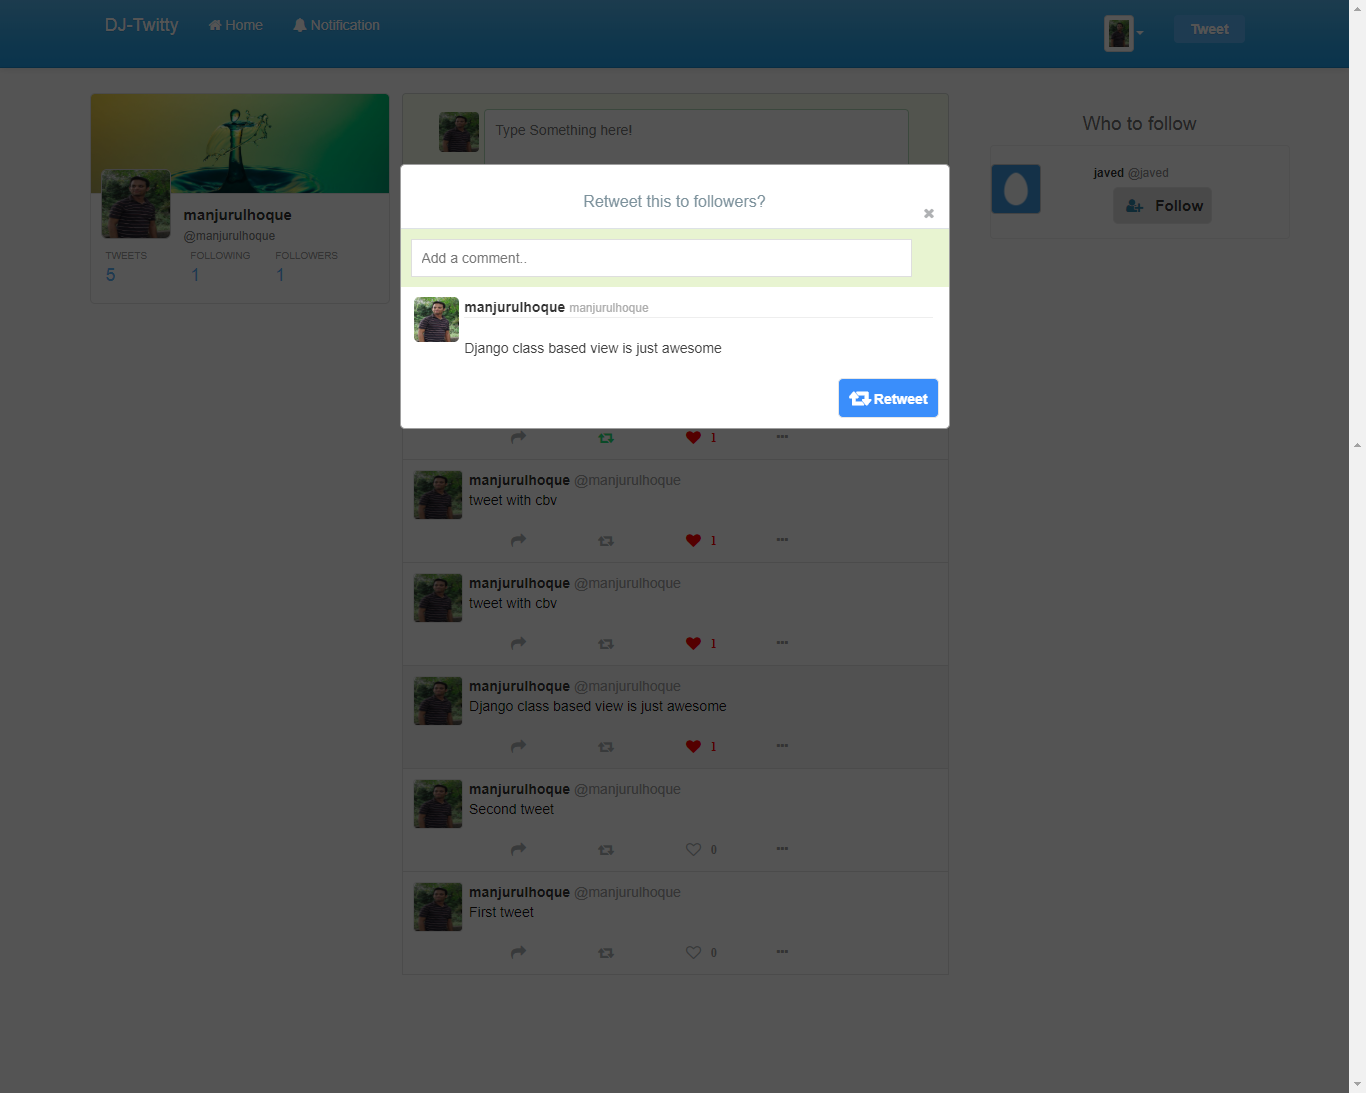 DJ-Twitty Home Notification Tweet
Type Something here!
Who to follow
javed @javed
Follow
manjurulhoque
@manjurulhoque
TWEETS FOLLOWING FOLLOWERS
5 1 1
Retweet this to followers?
Add a comment..
manjurulhoque manjurulhoque
Django class based view is just awesome
Retweet
1
manjurulhoque @manjurulhoque
tweet with cbv
1
manjurulhoque @manjurulhoque
tweet with cbv
1
manjurulhoque @manjurulhoque
Django class based view is just awesome
1
manjurulhoque @manjurulhoque
Second tweet
0
manjurulhoque @manjurulhoque
First tweet
0